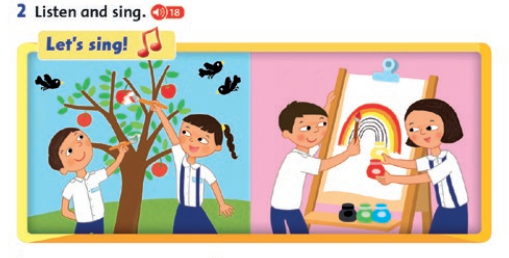 2 Listen and sing. 18
Let's sing!